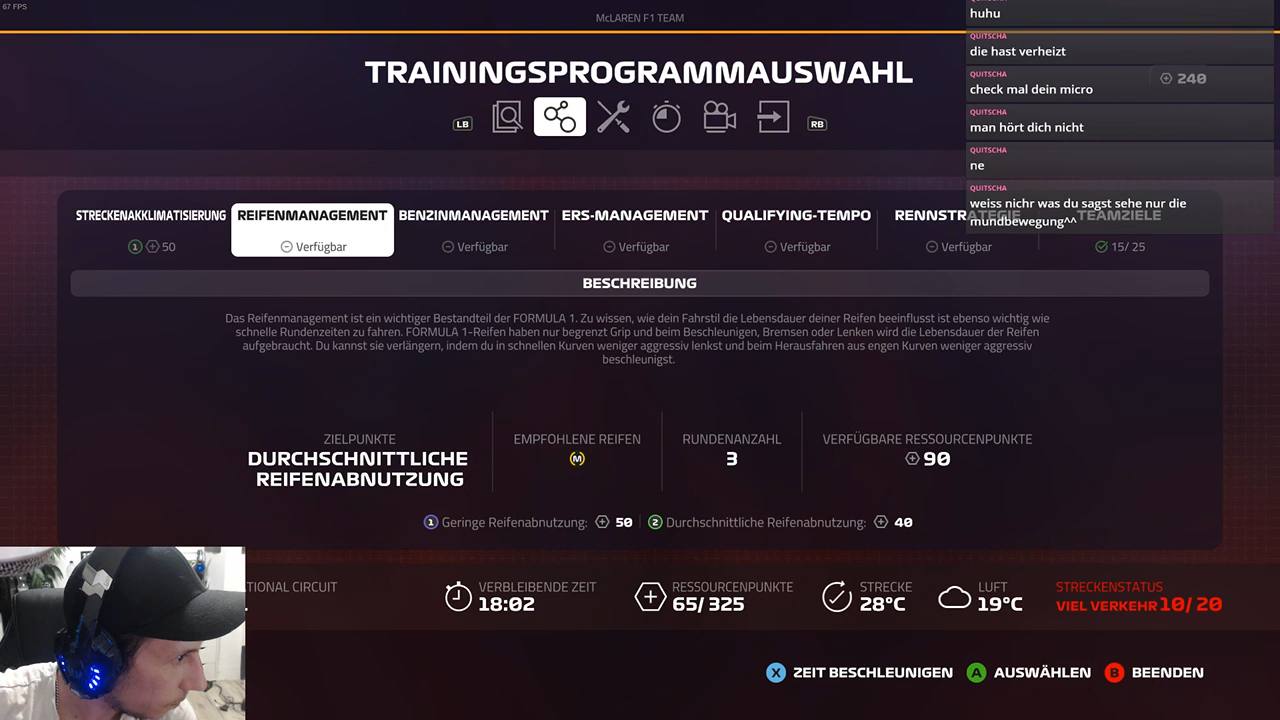 67 FPS
McLAREN F1 TEAM
TRAININGSPROGRAMMAUSWAHL
LB
RB
huhu
QUITSCHA
die hast verheizt
QUITSCHA
check mal dein micro
240
QUITSCHA
man hört dich nicht
QUITSCHA
ne
QUITSCHA
weiss nichr was du sagst sehe nur die
mundbewegung^^
STRECKENAKKLIMATISIERUNG
1 50
REIFENMANAGEMENT
Verfügbar
BENZINMANAGEMENT
Verfügbar
ERS-MANAGEMENT
Verfügbar
QUALIFYING-TEMPO
Verfügbar
RENNSTRATEGIE
Verfügbar
TEAMZIELE
15/ 25
BESCHREIBUNG
Das Reifenmanagement ist ein wichtiger Bestandteil der FORMULA 1. Zu wissen, wie dein Fahrstil die Lebensdauer deiner Reifen beeinflusst ist ebenso wichtig wie
schnelle Rundenzeiten zu fahren. FORMULA 1-Reifen haben nur begrenzt Grip und beim Beschleunigen, Bremsen oder Lenken wird die Lebensdauer der Reifen
aufgebraucht. Du kannst sie verlängern, indem du in schnellen Kurven weniger aggressiv lenkst und beim Herausfahren aus engen Kurven weniger aggressiv
beschleunigst.
ZIELPUNKTE
DURCHSCHNITTLICHE
REIFENABNUTZUNG
EMPFOHLENE REIFEN
M
RUNDENANZAHL
3
VERFÜGBARE RESSOURCENPUNKTE
90
1 Geringe Reifenabnutzung: 50
2 Durchschnittliche Reifenabnutzung: 40
TIONAL CIRCUIT
VERBLEIBENDE ZEIT
18:02
RESSOURCENPUNKTE
65/ 325
STRECKE
28°C
LUFT
19°C
STRECKENSTATUS
VIEL VERKEHR 10/ 20
X ZEIT BESCHLEUNIGEN
A AUSWÄHLEN
B BEENDEN